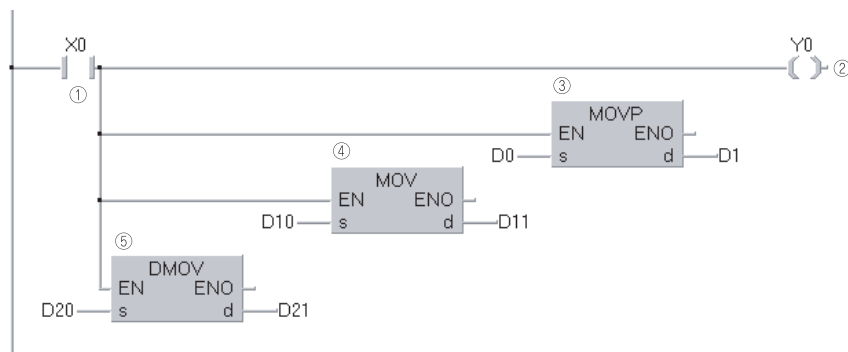 X0 Y0
① ②
③
MOVP
EN ENO
D0 s d D1
④
MOV
EN ENO
D10 s d D11
⑤
DMOV
EN ENO
D20 s d D21